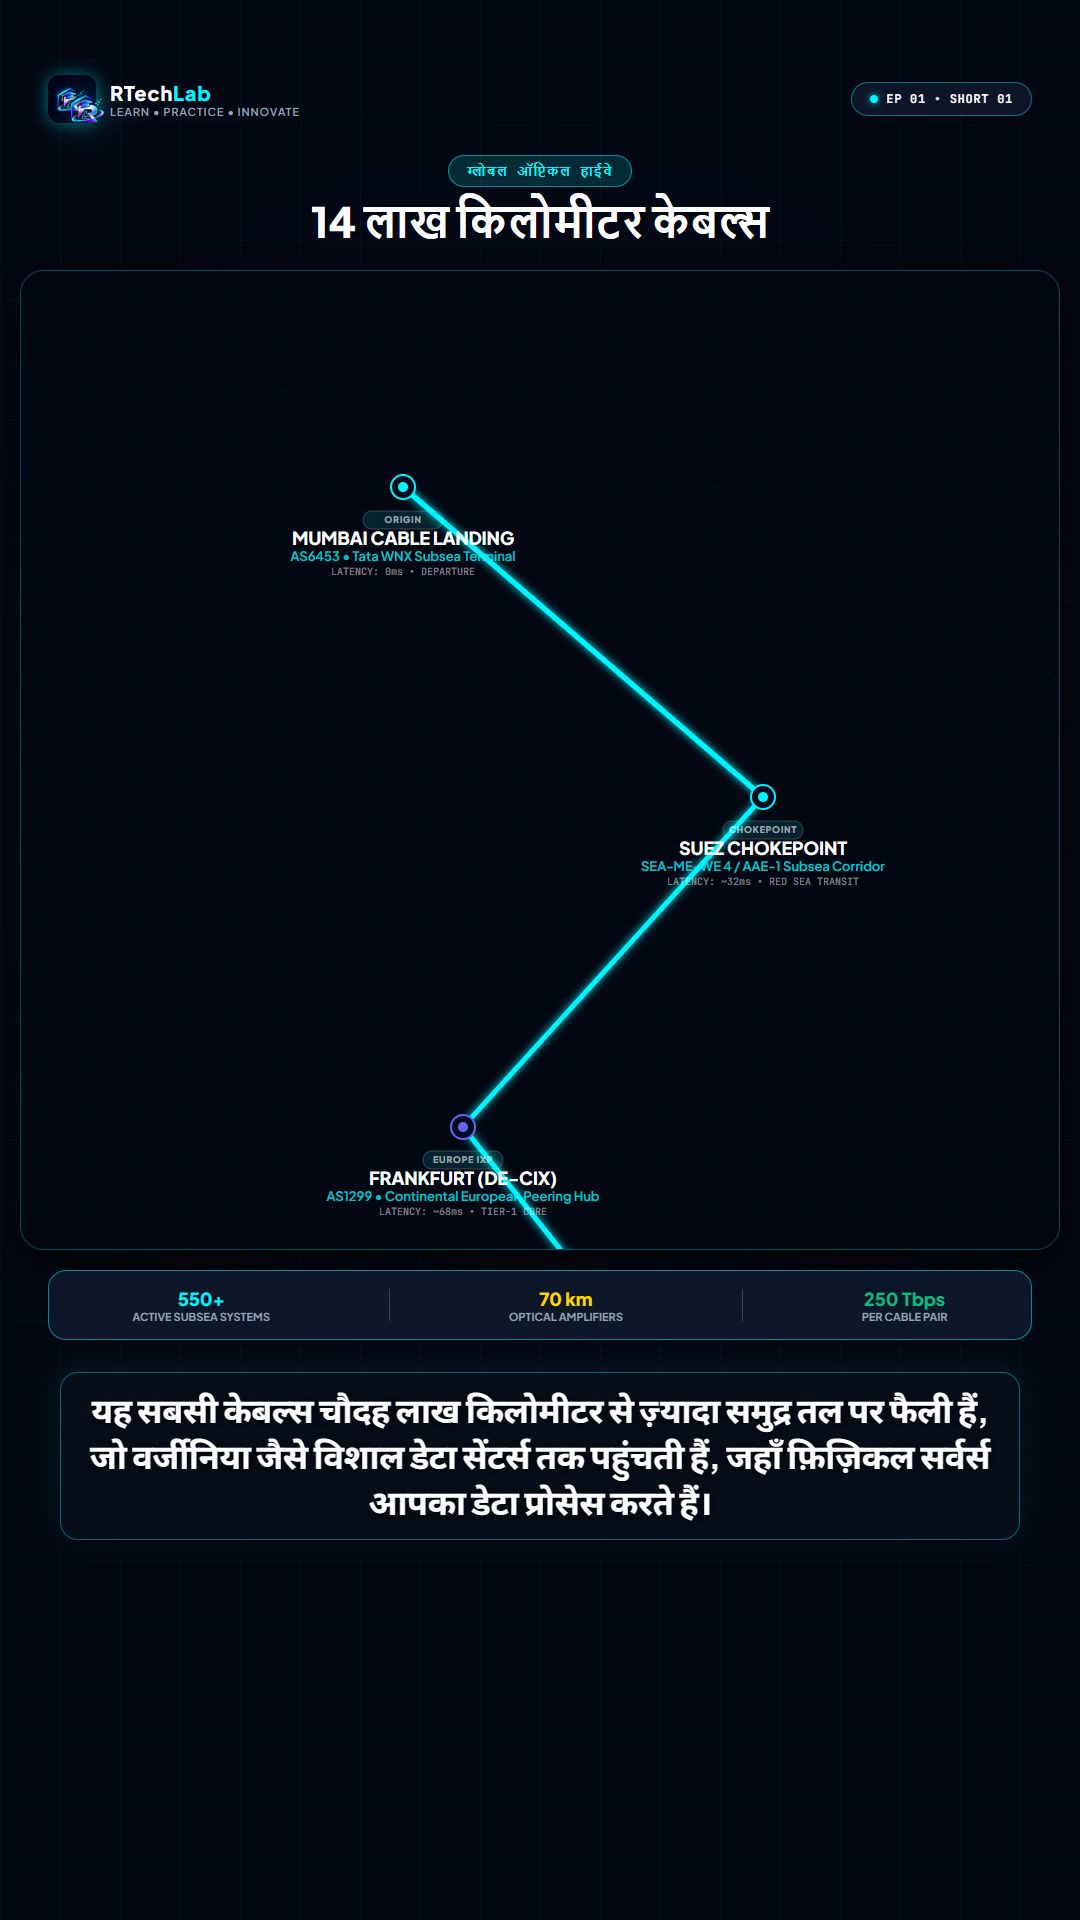 RTechLab
LEARN • PRACTICE • INNOVATE
EP 01 • SHORT 01
ग्लोबल ऑप्टिकल हाईवे
14 लाख किलोमीटर केबल्स
ORIGIN
MUMBAI CABLE LANDING
AS6453 • Tata WNX Subsea Terminal
LATENCY: 0ms • DEPARTURE
CHOKEPOINT
SUEZ CHOKEPOINT
SEA-ME-WE 4 / AAE-1 Subsea Corridor
LATENCY: ~32ms • RED SEA TRANSIT
EUROPE IXP
FRANKFURT (DE-CIX)
AS1299 • Continental European Peering Hub
LATENCY: ~68ms • TIER-1 CORE
550+
ACTIVE SUBSEA SYSTEMS
70 km
OPTICAL AMPLIFIERS
250 Tbps
PER CABLE PAIR
यह सबसी केबल्स चौदह लाख किलोमीटर से ज़्यादा समुद्र तल पर फैली हैं,
जो वर्जीनिया जैसे विशाल डेटा सेंटर्स तक पहुंचती हैं, जहाँ फ़िज़िकल सर्वर्स
आपका डेटा प्रोसेस करते हैं।